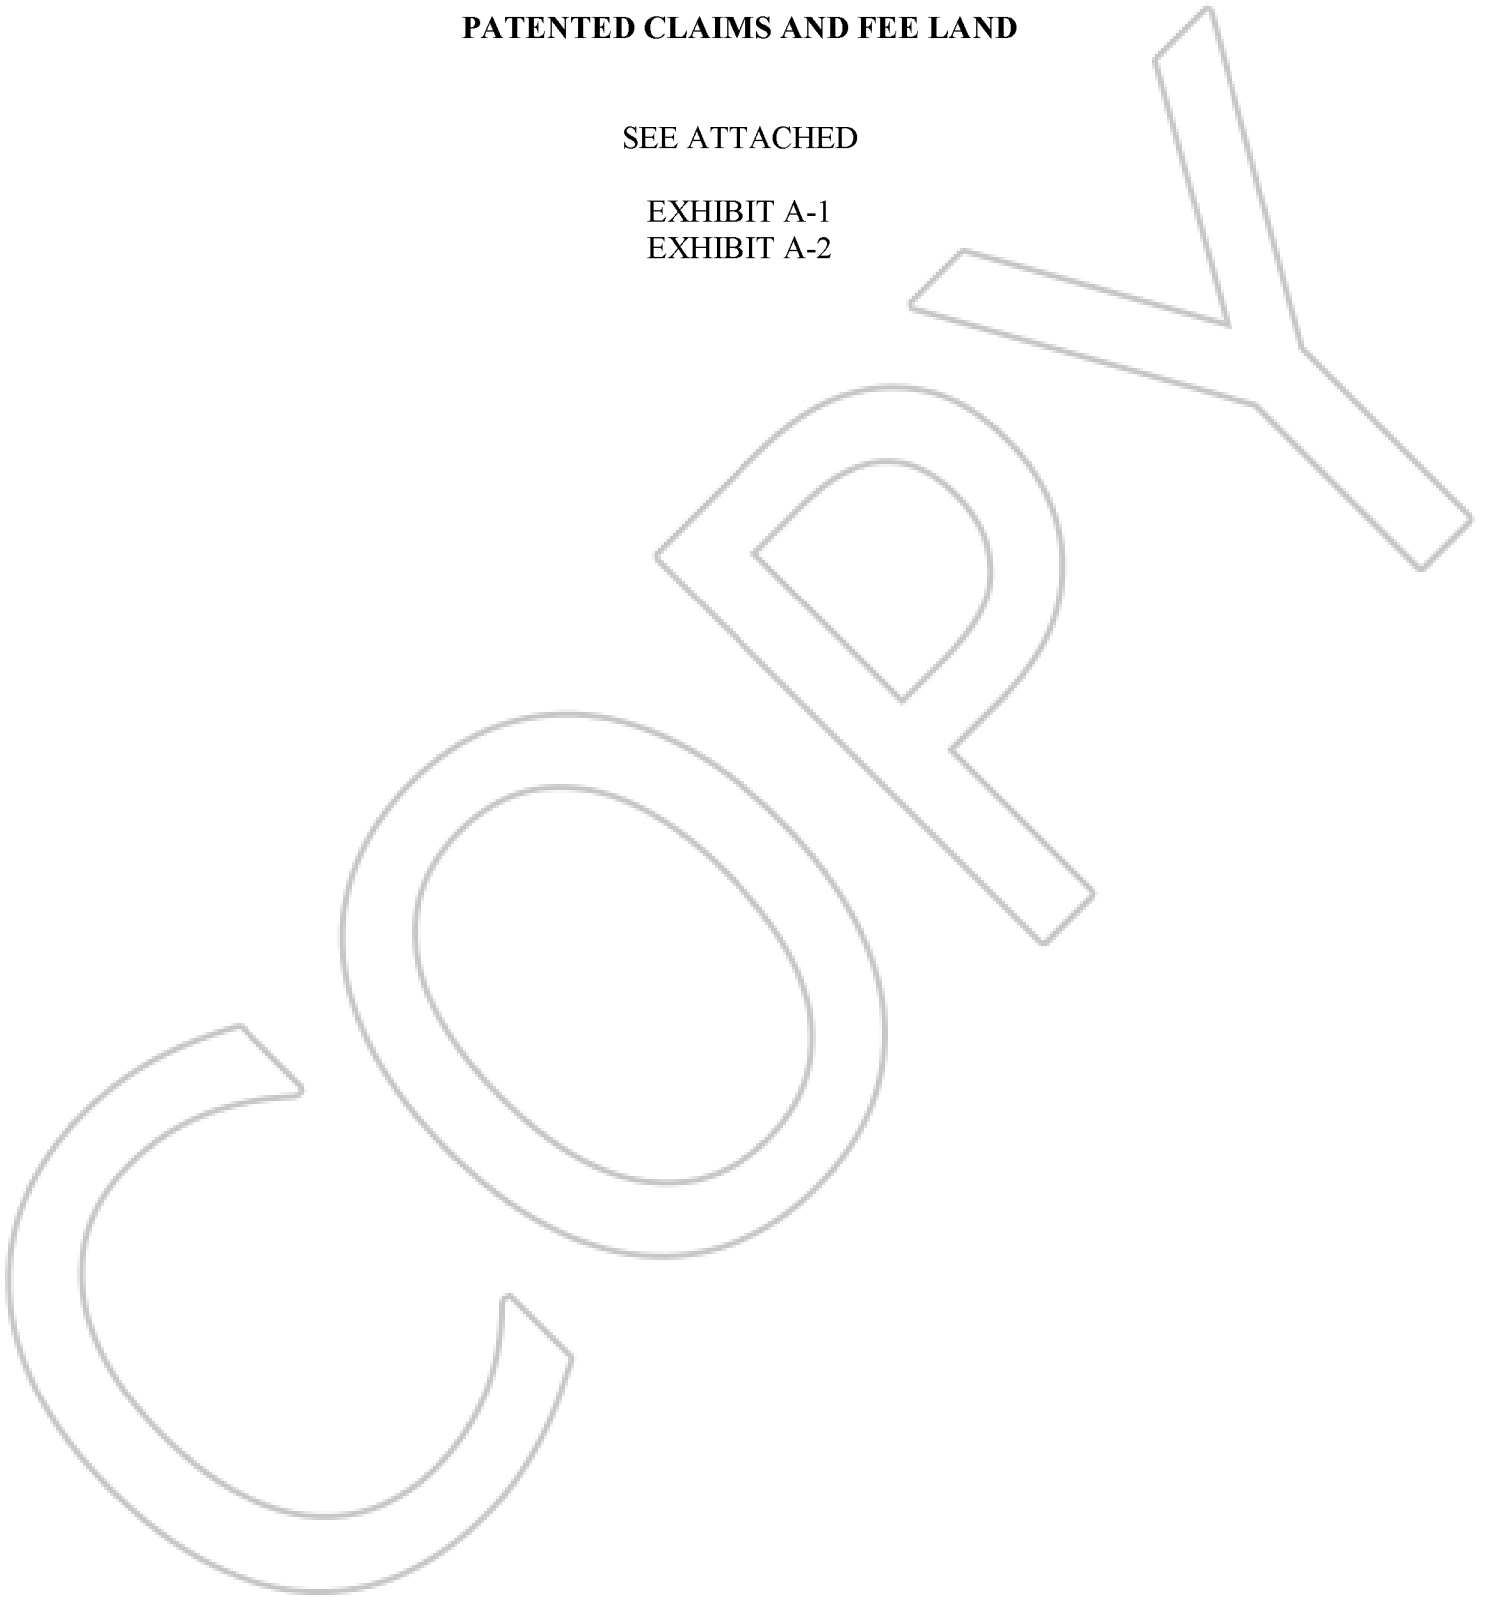 PATENTED CLAIMS AND FEE LAND
SEE ATTACHED
EXHIBIT A-1
EXHIBIT A-2
COPY